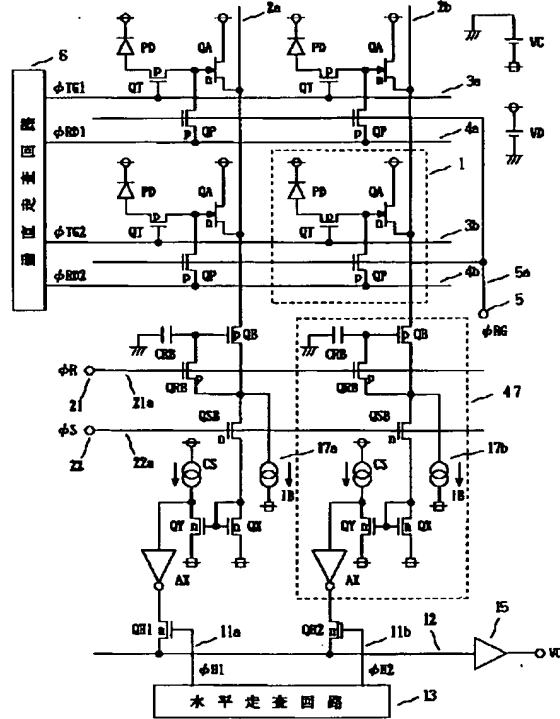 2a
2b
6
PD
QA
PD
QA
VC
P
n
P
n
φTG1
QT
QT
3a
φRD1
QP
QP
4a
VD
P
P
垂直走査回路
1
PD
QA
PD
QA
P
n
P
n
φTG2
QT
QT
3b
φRD2
QP
QP
4b
5a
P
P
5
φRG
QB
QB
P
P
CRB
CRB
φR
QRB
P
QRB
P
47
21
21a
φS
QSB
QSB
22
22a
n
n
17a
17b
CS
CS
IB
IB
QY
n
n
QX
QY
n
n
QX
AX
AX
QH1
n
11a
QH2
n
11b
12
15
VO
φH1
φH2
水平走査回路
13